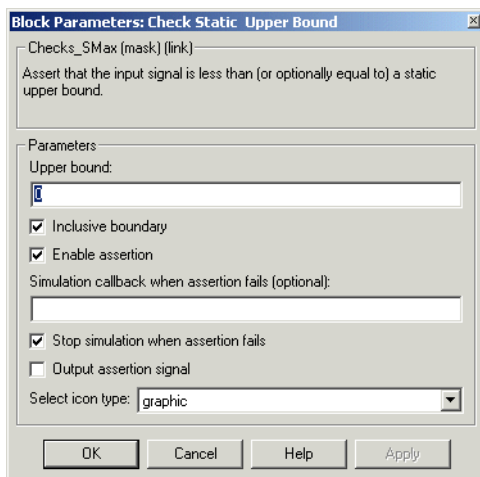 Block Parameters: Check Static  Upper Bound
Checks_SMax (mask) (link)
Assert that the input signal is less than (or optionally equal to) a static
upper bound.
Parameters
Upper bound:
0
Inclusive boundary
Enable assertion
Simulation callback when assertion fails (optional):
Stop simulation when assertion fails
Output assertion signal
Select icon type: graphic
OK Cancel Help Apply